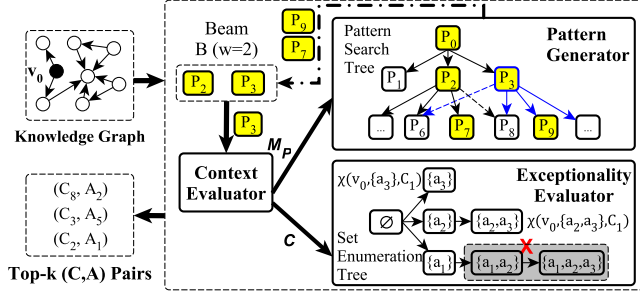 v₀
Knowledge Graph
(C₈, A₂)
(C₃, A₅)
(C₂, A₁)
Top-k (C,A) Pairs
Beam
B (w=2)
P₉
P₇
P₂ P₃
P₃
Context
Evaluator
M_P
C
Pattern
Search
Tree
Pattern
Generator
P₀
P₁ P₂ P₃
... P₆ P₇ P₈ P₉ ...
Exceptionality
Evaluator
χ(v₀,{a₃},C₁)
{a₃}
∅
{a₂} {a₂,a₃}
χ(v₀,{a₂,a₃},C₁)
Set
Enumeration
Tree
X
{a₁} {a₁,a₂} {a₁,a₂,a₃}